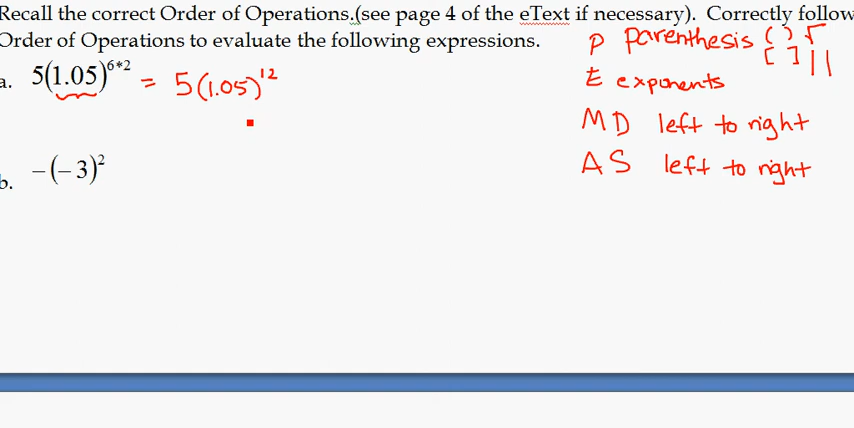 Recall the correct Order of Operations.(see page 4 of the eText if necessary). Correctly follow
Order of Operations to evaluate the following expressions.
P parenthesis ( ) √ [ ] | |
a. 5(1.05)^6*2 = 5(1.05)^12
E exponents
MD left to right
b. −(−3)²
AS left to right